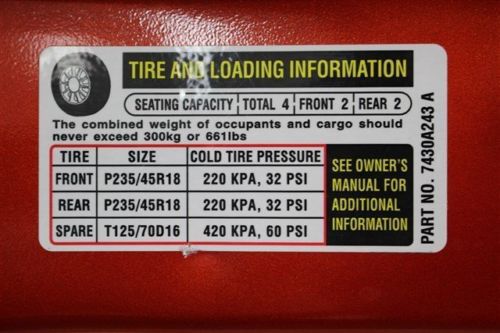 TIRE AND LOADING INFORMATION
SEATING CAPACITY TOTAL 4 FRONT 2 REAR 2
The combined weight of occupants and cargo should
never exceed 300kg or 661lbs
TIRE SIZE COLD TIRE PRESSURE
FRONT P235/45R18 220 KPA, 32 PSI
REAR P235/45R18 220 KPA, 32 PSI
SPARE T125/70D16 420 KPA, 60 PSI
SEE OWNER'S
MANUAL FOR
ADDITIONAL
INFORMATION
PART NO. 7430A243 A